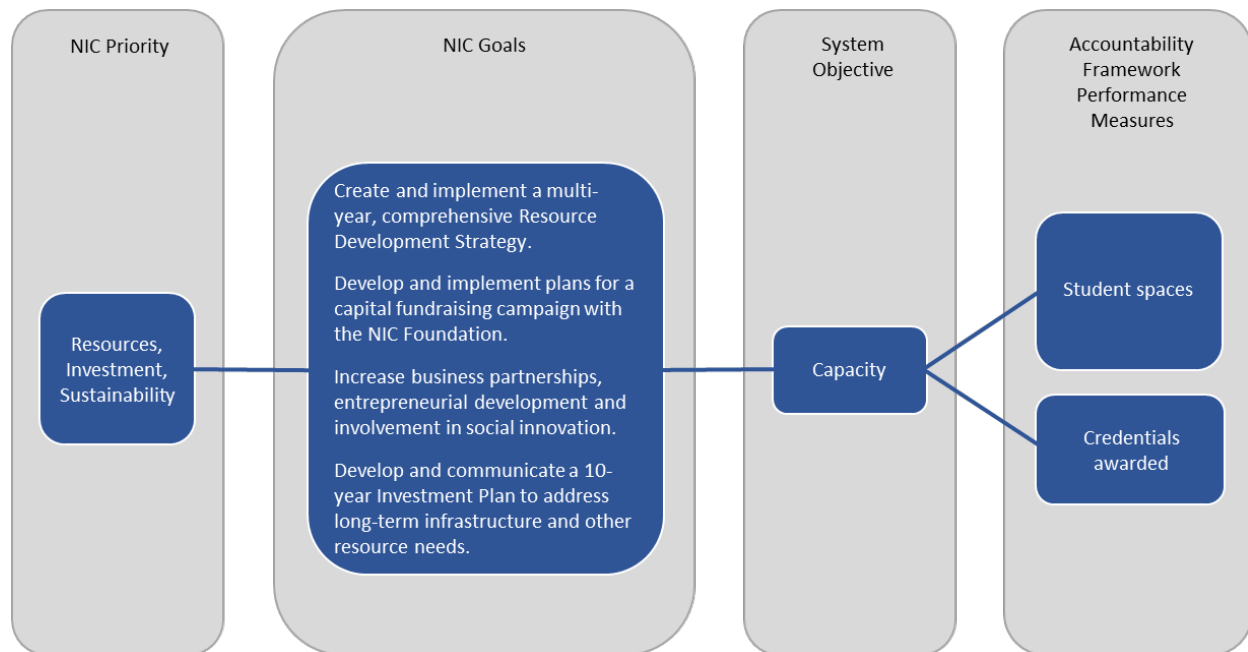 NIC Priority
NIC Goals
System
Objective
Accountability
Framework
Performance
Measures
Resources,
Investment,
Sustainability
Create and implement a multi-
year, comprehensive Resource
Development Strategy.
Develop and implement plans for a
capital fundraising campaign with
the NIC Foundation.
Increase business partnerships,
entrepreneurial development and
involvement in social innovation.
Develop and communicate a 10-
year Investment Plan to address
long-term infrastructure and other
resource needs.
Capacity
Student spaces
Credentials
awarded